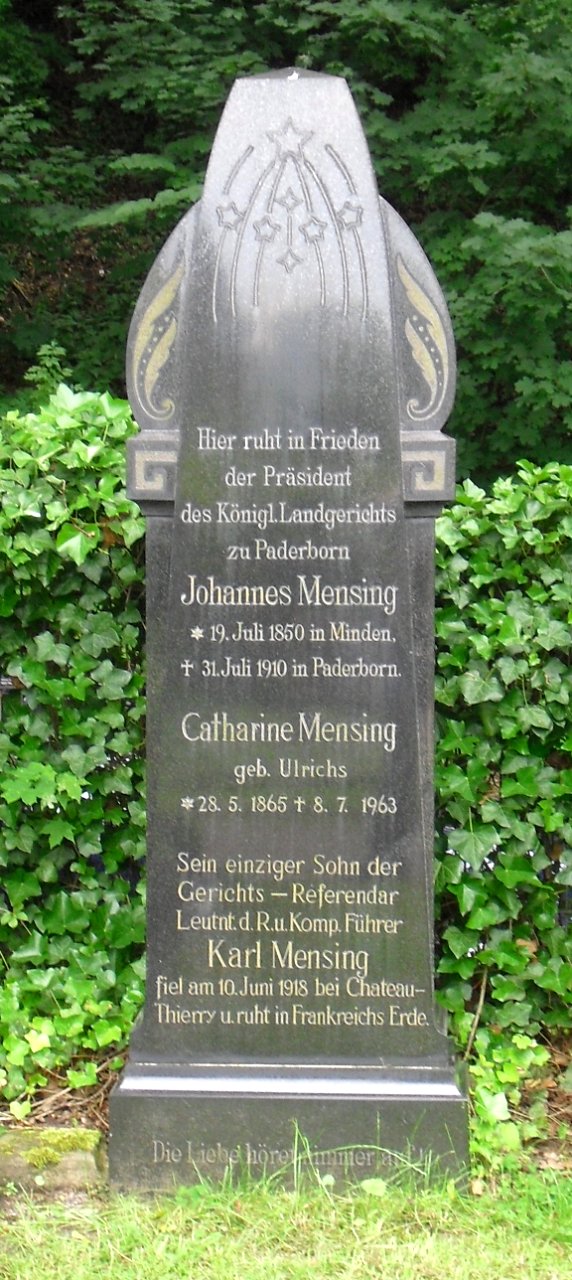 Hier ruht in Frieden
der Präsident
des Königl. Landgerichts
zu Paderborn
Johannes Mensing
* 19. Juli 1850 in Minden,
† 31. Juli 1910 in Paderborn.
Catharine Mensing
geb. Ulrichs
* 28. 5. 1865 † 8. 7. 1963
Sein einziger Sohn der
Gerichts – Referendar
Leutnt. d. R. u. Komp. Führer
Karl Mensing
fiel am 10. Juni 1918 bei Chateau-
Thierry u. ruht in Frankreichs Erde.
Die Liebe höret nimmer auf!